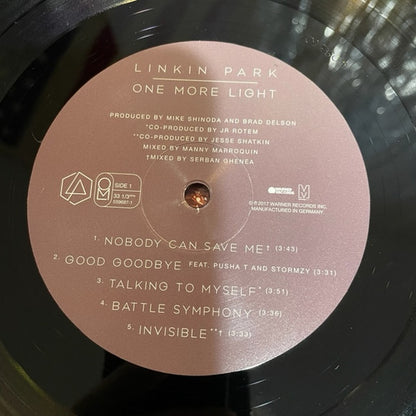 LINKIN PARK
ONE MORE LIGHT
PRODUCED BY MIKE SHINODA AND BRAD DELSON
*CO-PRODUCED BY JR ROTEM
**CO-PRODUCED BY JESSE SHATKIN
MIXED BY MANNY MARROQUIN
†MIXED BY SERBAN GHENEA
SIDE 1
33 1/3 RPM
℗ © 2017 WARNER RECORDS INC.
MANUFACTURED IN GERMANY.
1. NOBODY CAN SAVE ME† (3:45)
2. GOOD GOODBYE FEAT. PUSHA T AND STORMZY (3:31)
3. TALKING TO MYSELF* (3:51)
4. BATTLE SYMPHONY (3:36)
5. INVISIBLE**† (3:33)